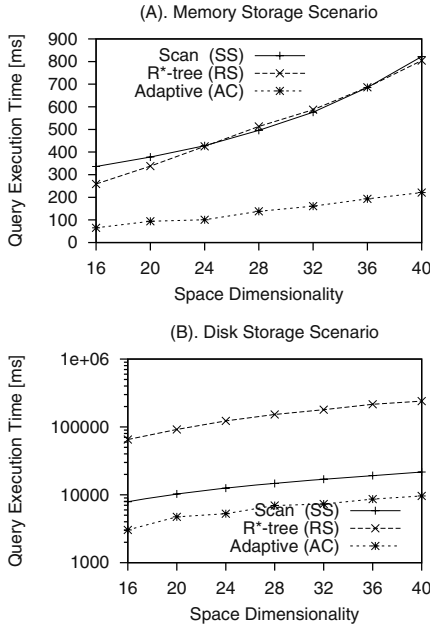 (A). Memory Storage Scenario
Query Execution Time [ms]
900
800
700
600
500
400
300
200
100
0
Scan (SS)
R*-tree (RS)
Adaptive (AC)
16 20 24 28 32 36 40
Space Dimensionality
(B). Disk Storage Scenario
Query Execution Time [ms]
1e+06
100000
10000
1000
Scan (SS)
R*-tree (RS)
Adaptive (AC)
16 20 24 28 32 36 40
Space Dimensionality